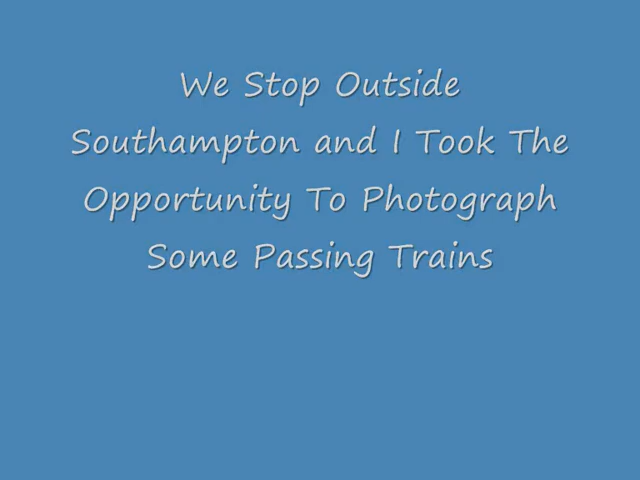 We Stop Outside
Southampton and I Took The
Opportunity To Photograph
Some Passing Trains